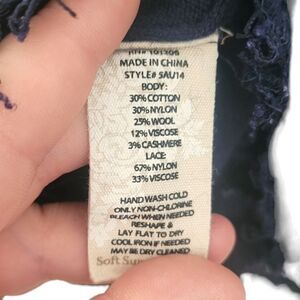 MADE IN CHINA
STYLE# SAU14
BODY:
30% COTTON
30% NYLON
25% WOOL
12% VISCOSE
3% CASHMERE
LACE:
67% NYLON
33% VISCOSE
HAND WASH COLD
ONLY NON-CHLORINE
BLEACH WHEN NEEDED
RESHAPE &
LAY FLAT TO DRY
COOL IRON IF NEEDED
MAY BE DRY CLEANED
Soft